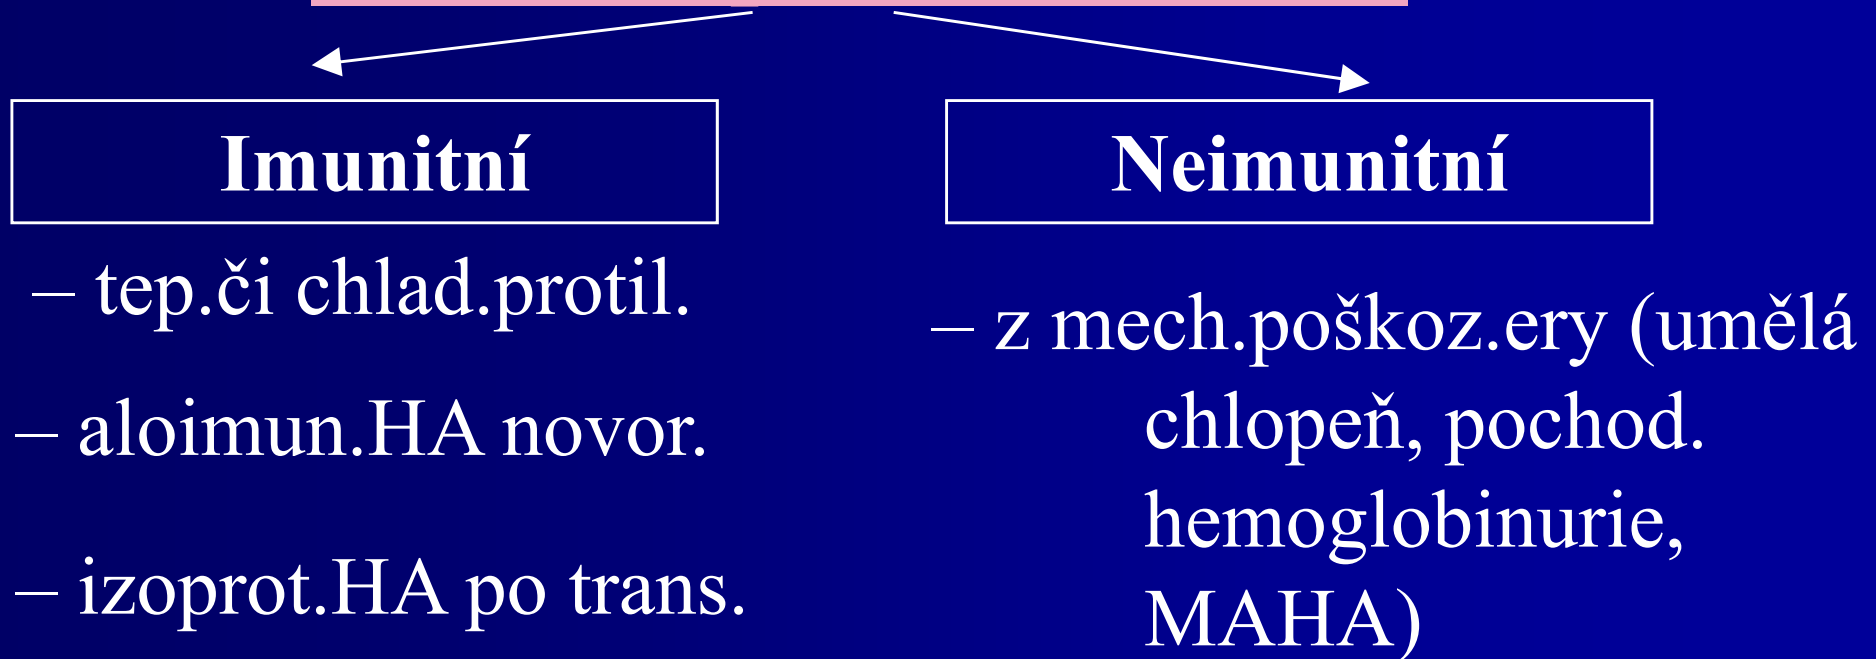 Imunitní
– tep.či chlad.protil.
– aloimun.HA novor.
– izoprot.HA po trans.
Neimunitní
– z mech.poškoz.ery (umělá
chlopeň, pochod.
hemoglobinurie,
MAHA)